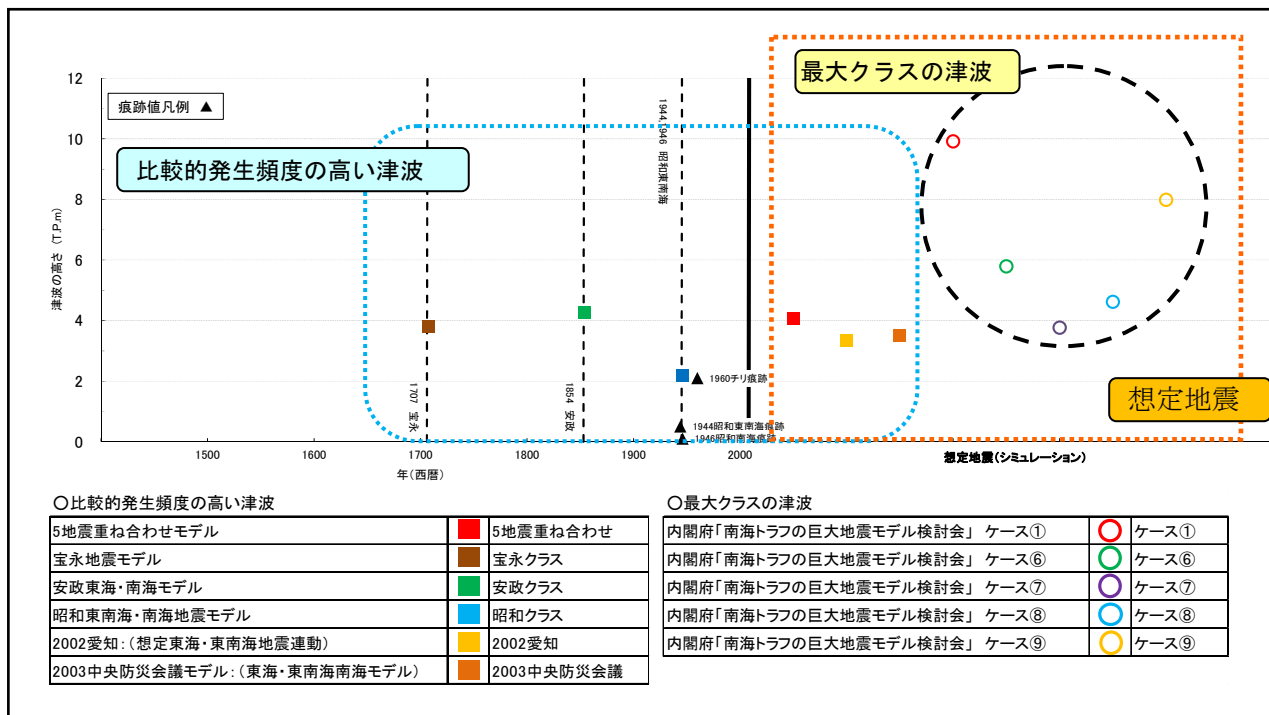 最大クラスの津波
12
10
8
6
4
2
0
津波の高さ (T.P.m)
痕跡値凡例 ▲
比較的発生頻度の高い津波
1944,1946 昭和東南海
1707 宝永
1854 安政
▲ 1960チリ痕跡
▲ 1944昭和東南海痕跡
▲ 1946昭和南海痕跡
想定地震
1500
1600
1700
1800
1900
2000
年(西暦)
想定地震(シミュレーション)
○比較的発生頻度の高い津波
5地震重ね合わせモデル 5地震重ね合わせ
宝永地震モデル 宝永クラス
安政東海・南海モデル 安政クラス
昭和東南海・南海地震モデル 昭和クラス
2002愛知:(想定東海・東南海地震連動) 2002愛知
2003中央防災会議モデル:(東海・東南海南海モデル) 2003中央防災会議
○最大クラスの津波
内閣府「南海トラフの巨大地震モデル検討会」 ケース① ケース①
内閣府「南海トラフの巨大地震モデル検討会」 ケース⑥ ケース⑥
内閣府「南海トラフの巨大地震モデル検討会」 ケース⑦ ケース⑦
内閣府「南海トラフの巨大地震モデル検討会」 ケース⑧ ケース⑧
内閣府「南海トラフの巨大地震モデル検討会」 ケース⑨ ケース⑨